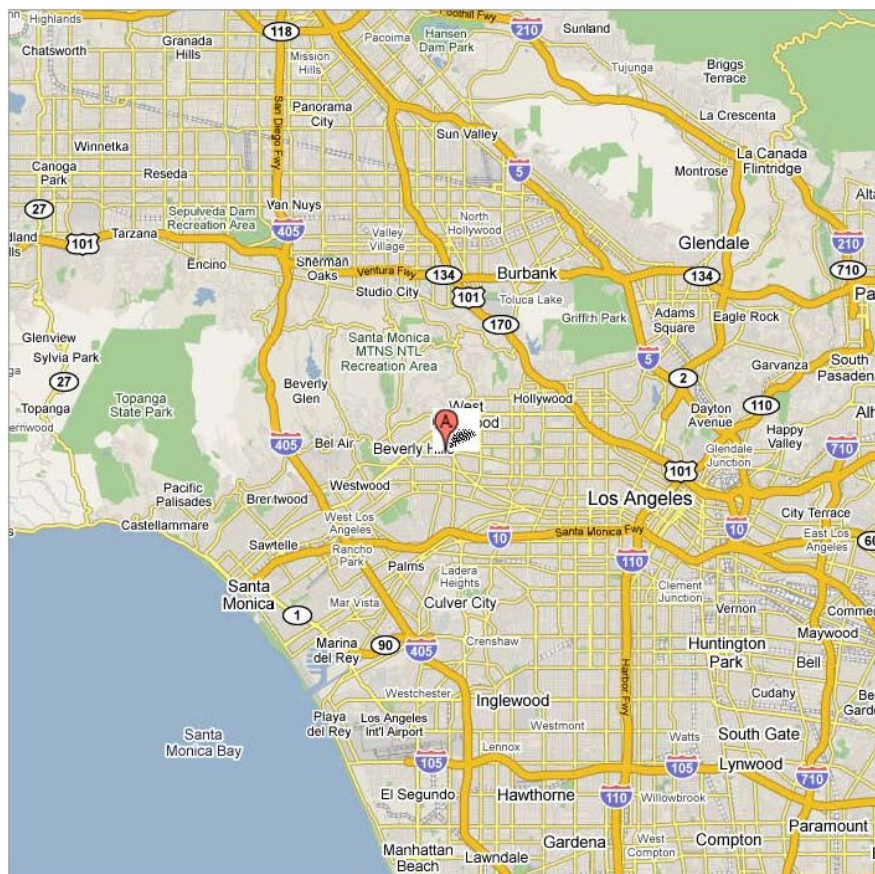 Highlands
Chatsworth
Granada
Hills
118
Pacoima
Hansen
Dam Park
Foothill Fwy
210
Sunland
Mission
Hills
Tujunga
Briggs
Terrace
San Diego Fwy
Panorama
City
La Crescenta
Winnetka
Sun Valley
La Canada
Flintridge
Canoga
Park
Reseda
5
Montrose
27
Van Nuys
Sepulveda Dam
Recreation Area
405
North
Hollywood
Valley
Village
101
Tarzana
Encino
Sherman
Oaks
Ventura Fwy
134
Burbank
Glendale
134
210
710
Studio City
101
Toluca Lake
170
Griffith Park
Adams
Square
Eagle Rock
Glenview
Sylvia Park
Santa Monica
MTNS NTL
Recreation Area
5
Garvanza
South
Pasadena
27
Topanga
Topanga
State Park
Beverly
Glen
2
Hollywood
West
110
Dayton
Avenue
A
405
Bel Air
Beverly Hills
Happy
Valley
710
Glendale
Junction
101
Pacific
Palisades
Brentwood
Westwood
Los Angeles
City Terrace
Castellammare
West Los
Angeles
10
Santa Monica Fwy
10
East Los
Angeles
60
Sawtelle
Rancho
Park
Palms
Ladera
Heights
110
Santa
Monica
Clement
Junction
1
Mar Vista
Culver City
Vernon
Marina
del Rey
90
405
Crenshaw
Huntington
Park
Maywood
Bell
Harbor Fwy
Westchester
Inglewood
Cudahy
Playa
del Rey
Los Angeles
Int'l Airport
Westmont
Santa
Monica Bay
Watts
South Gate
Lennox
105
105
Lynwood
710
El Segundo
Hawthorne
110
Willowbrook
Paramount
Manhattan
Beach
Lawndale
Gardena
West
Compton
Compton